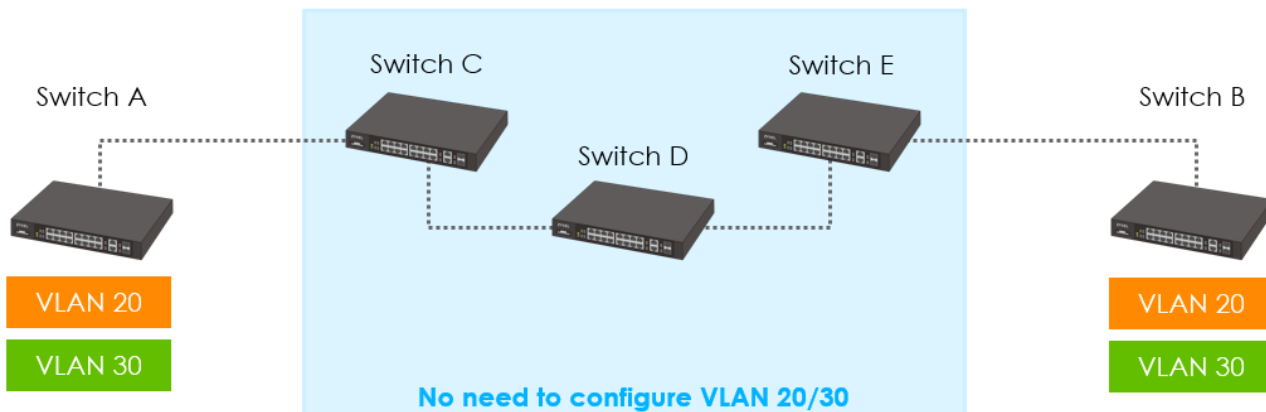 Switch C
Switch E
Switch A
Switch B
Switch D
VLAN 20
VLAN 20
VLAN 30
VLAN 30
No need to configure VLAN 20/30